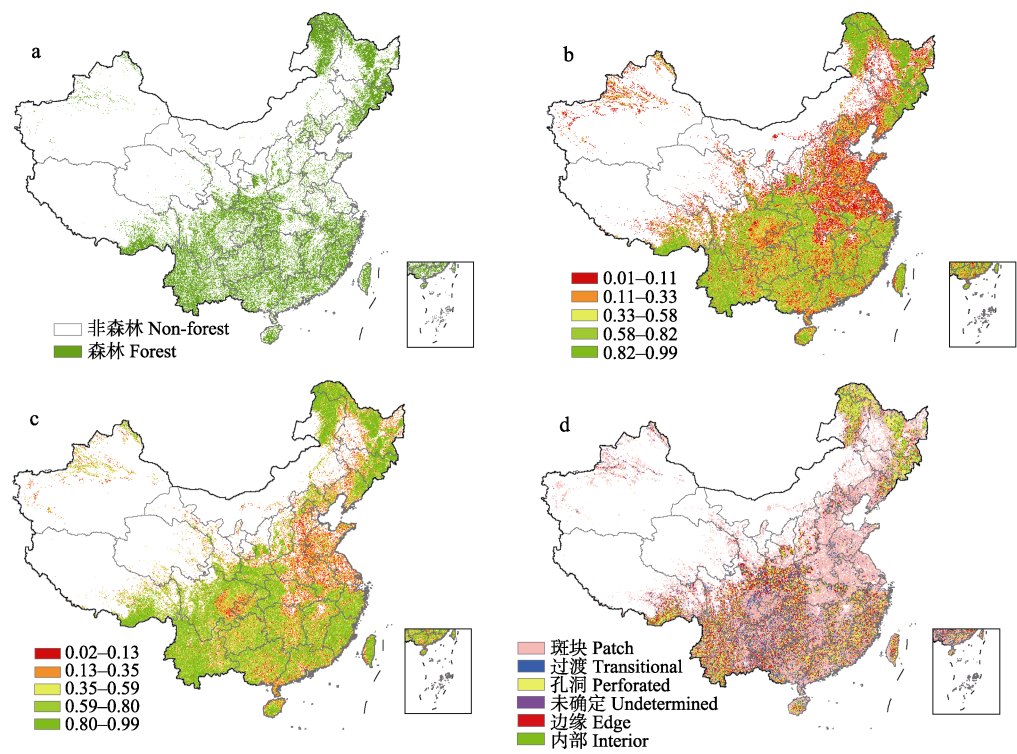 a
非森林 Non-forest
森林 Forest
b
0.01–0.11
0.11–0.33
0.33–0.58
0.58–0.82
0.82–0.99
c
0.02–0.13
0.13–0.35
0.35–0.59
0.59–0.80
0.80–0.99
d
斑块 Patch
过渡 Transitional
孔洞 Perforated
未确定 Undetermined
边缘 Edge
内部 Interior